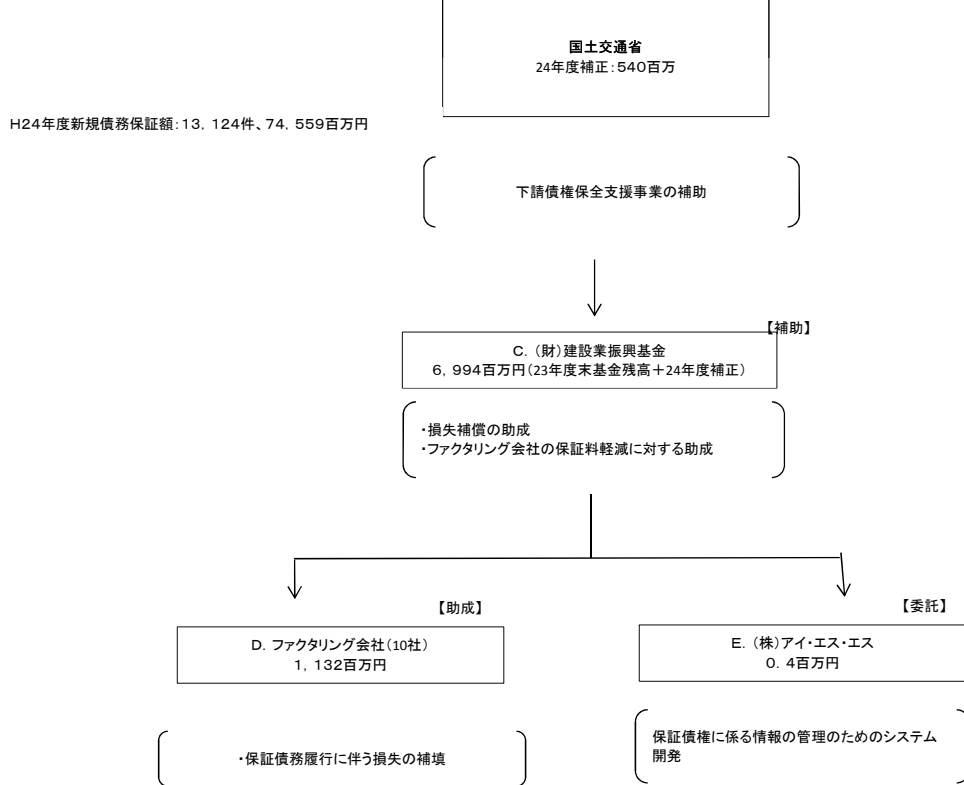 国土交通省
24年度補正：540百万
H24年度新規債務保証額：13，124件、74，559百万円
下請債権保全支援事業の補助
【補助】
C．（財）建設業振興基金
6，994百万円（23年度末基金残高＋24年度補正）
・損失補償の助成
・ファクタリング会社の保証料軽減に対する助成
【助成】
【委託】
D．ファクタリング会社（10社）
1，132百万円
E．（株）アイ・エス・エス
0．4百万円
・保証債務履行に伴う損失の補填
保証債権に係る情報の管理のためのシステム
開発